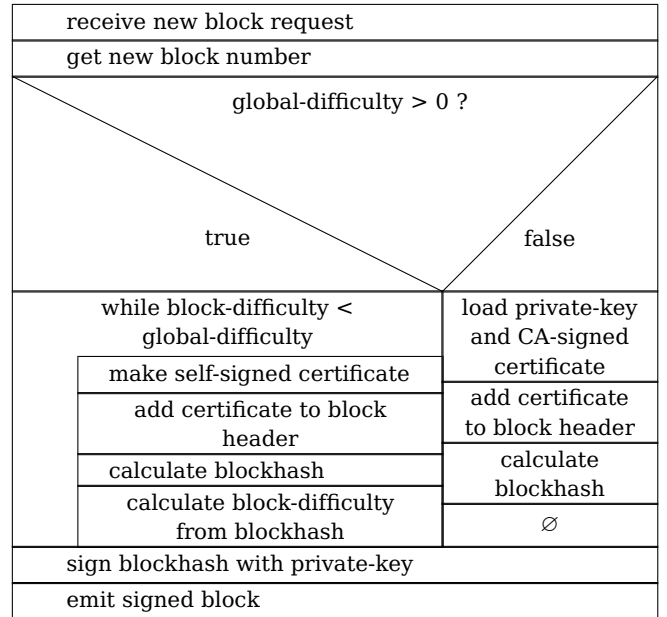 receive new block request
get new block number
global-difficulty > 0 ?
true
false
while block-difficulty <
global-difficulty
make self-signed certificate
add certificate to block
header
calculate blockhash
calculate block-difficulty
from blockhash
load private-key
and CA-signed
certificate
add certificate
to block header
calculate
blockhash
∅
sign blockhash with private-key
emit signed block